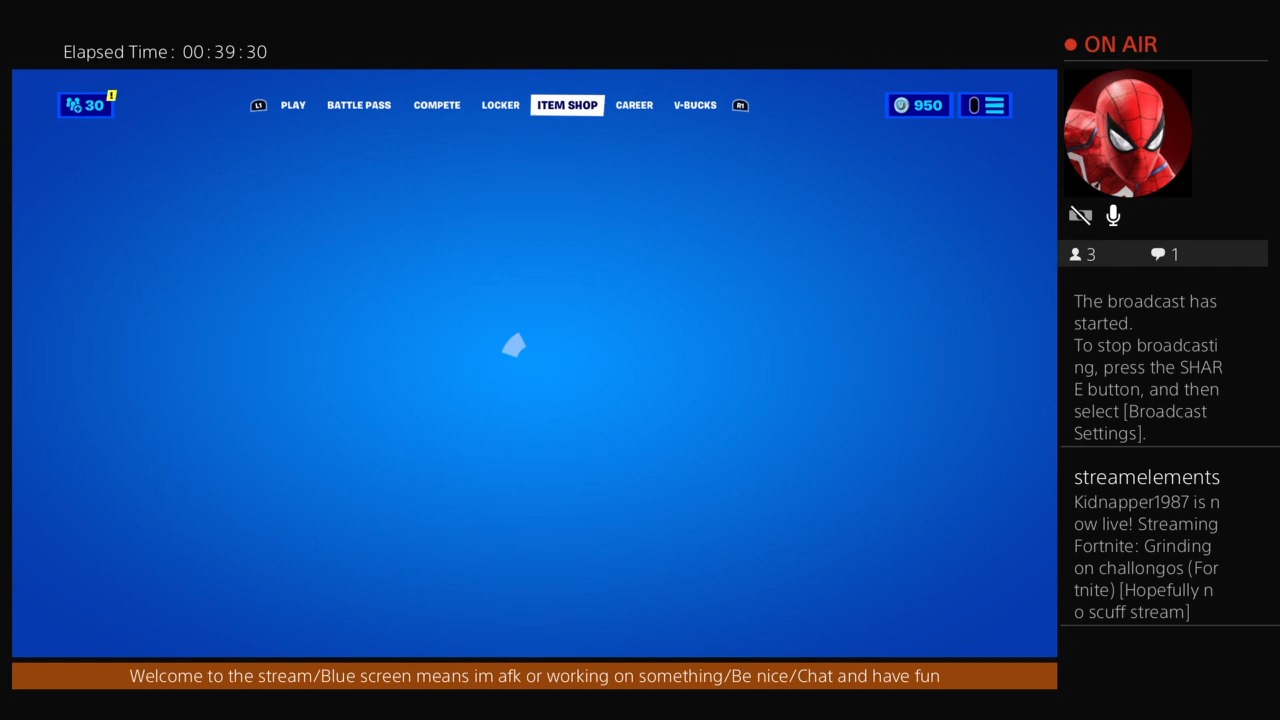 Elapsed Time: 00:39:30
ON AIR
! 30 L1 PLAY BATTLE PASS COMPETE LOCKER ITEM SHOP CAREER V-BUCKS R1 V 950
3 1
The broadcast has
started.
To stop broadcasti
ng, press the SHAR
E button, and then
select [Broadcast
Settings].
streamelements
Kidnapper1987 is n
ow live! Streaming
Fortnite: Grinding
on challongos (For
tnite) [Hopefully n
o scuff stream]
Welcome to the stream/Blue screen means im afk or working on something/Be nice/Chat and have fun